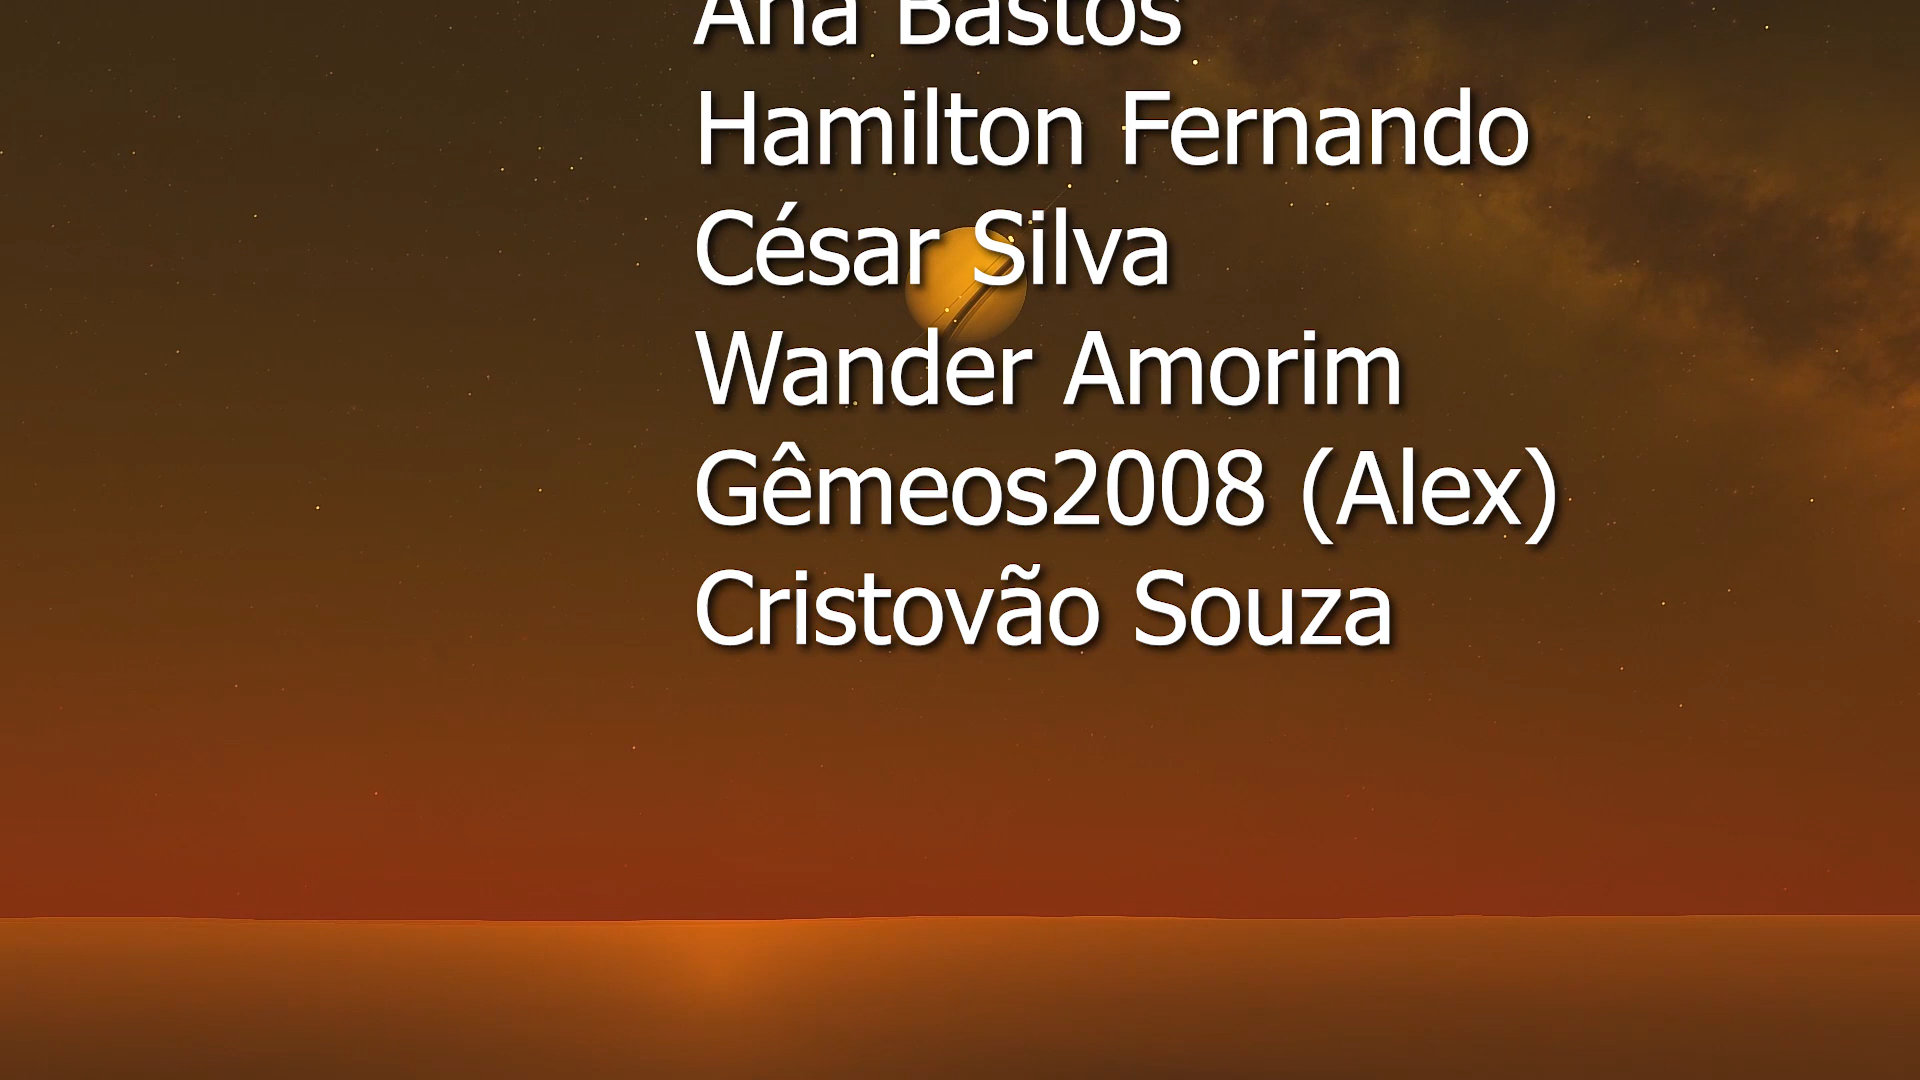 Ana Bastos
Hamilton Fernando
César Silva
Wander Amorim
Gêmeos2008 (Alex)
Cristovão Souza